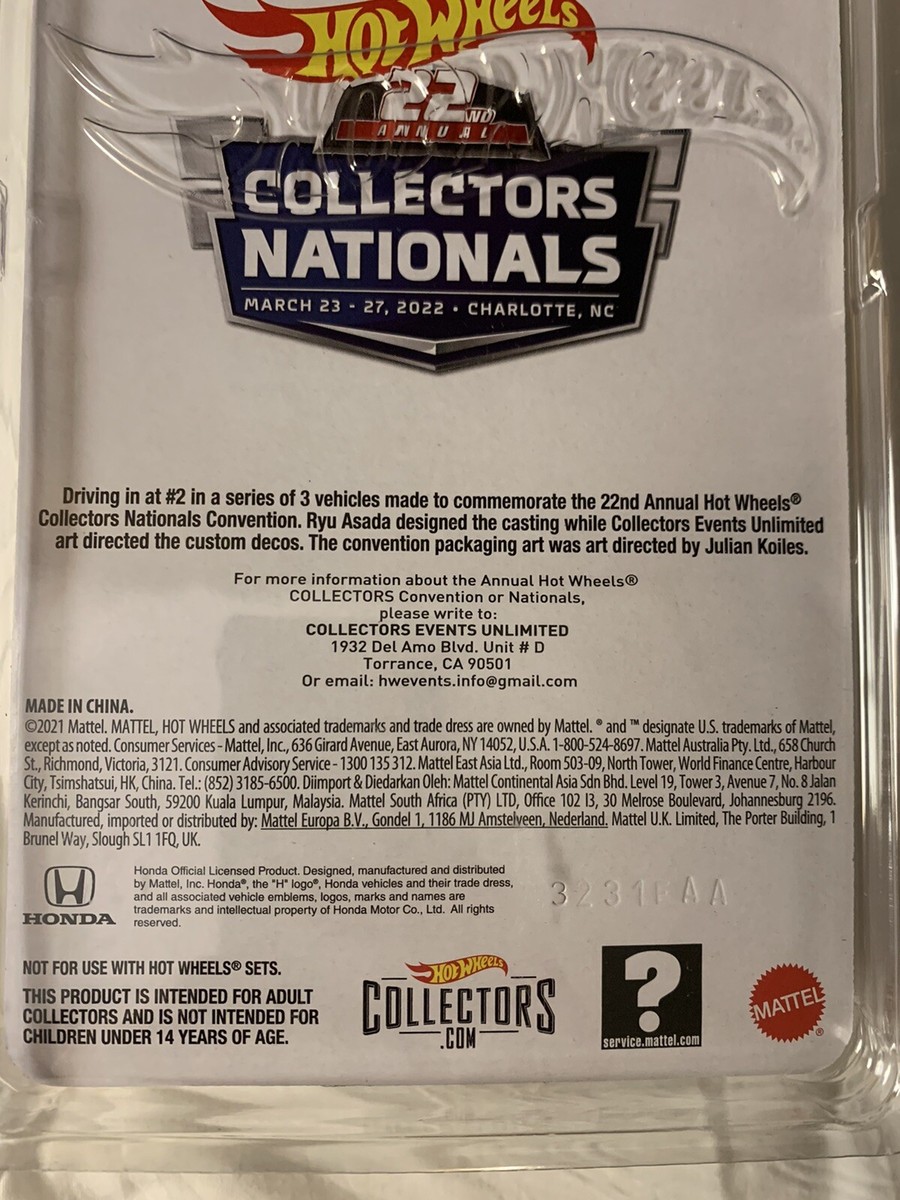 HOT WHEELS
22ND
ANNUAL
COLLECTORS
NATIONALS
MARCH 23 - 27, 2022 • CHARLOTTE, NC
Driving in at #2 in a series of 3 vehicles made to commemorate the 22nd Annual Hot Wheels®
Collectors Nationals Convention. Ryu Asada designed the casting while Collectors Events Unlimited
art directed the custom decos. The convention packaging art was art directed by Julian Koiles.
For more information about the Annual Hot Wheels®
COLLECTORS Convention or Nationals,
please write to:
COLLECTORS EVENTS UNLIMITED
1932 Del Amo Blvd. Unit # D
Torrance, CA 90501
Or email: hwevents.info@gmail.com
MADE IN CHINA.
©2021 Mattel. MATTEL, HOT WHEELS and associated trademarks and trade dress are owned by Mattel. ® and ™ designate U.S. trademarks of Mattel,
except as noted. Consumer Services - Mattel, Inc., 636 Girard Avenue, East Aurora, NY 14052, U.S.A. 1-800-524-8697. Mattel Australia Pty. Ltd., 658 Church
St., Richmond, Victoria, 3121. Consumer Advisory Service - 1300 135 312. Mattel East Asia Ltd., Room 503-09, North Tower, World Finance Centre, Harbour
City, Tsimshatsui, HK, China. Tel.: (852) 3185-6500. Diimport & Diedarkan Oleh: Mattel Continental Asia Sdn Bhd. Level 19, Tower 3, Avenue 7, No. 8 Jalan
Kerinchi, Bangsar South, 59200 Kuala Lumpur, Malaysia. Mattel South Africa (PTY) LTD, Office 102 I3, 30 Melrose Boulevard, Johannesburg 2196.
Manufactured, imported or distributed by: Mattel Europa B.V., Gondel 1, 1186 MJ Amstelveen, Nederland. Mattel U.K. Limited, The Porter Building, 1
Brunel Way, Slough SL1 1FQ, UK.
HONDA
Honda Official Licensed Product. Designed, manufactured and distributed
by Mattel, Inc. Honda®, the "H" logo®, Honda vehicles and their trade dress,
and all associated vehicle emblems, logos, marks and names are
trademarks and intellectual property of Honda Motor Co., Ltd. All rights
reserved.
3231FAA
NOT FOR USE WITH HOT WHEELS® SETS.
THIS PRODUCT IS INTENDED FOR ADULT
COLLECTORS AND IS NOT INTENDED FOR
CHILDREN UNDER 14 YEARS OF AGE.
HOT WHEELS
COLLECTORS
.COM
?
service.mattel.com
MATTEL®